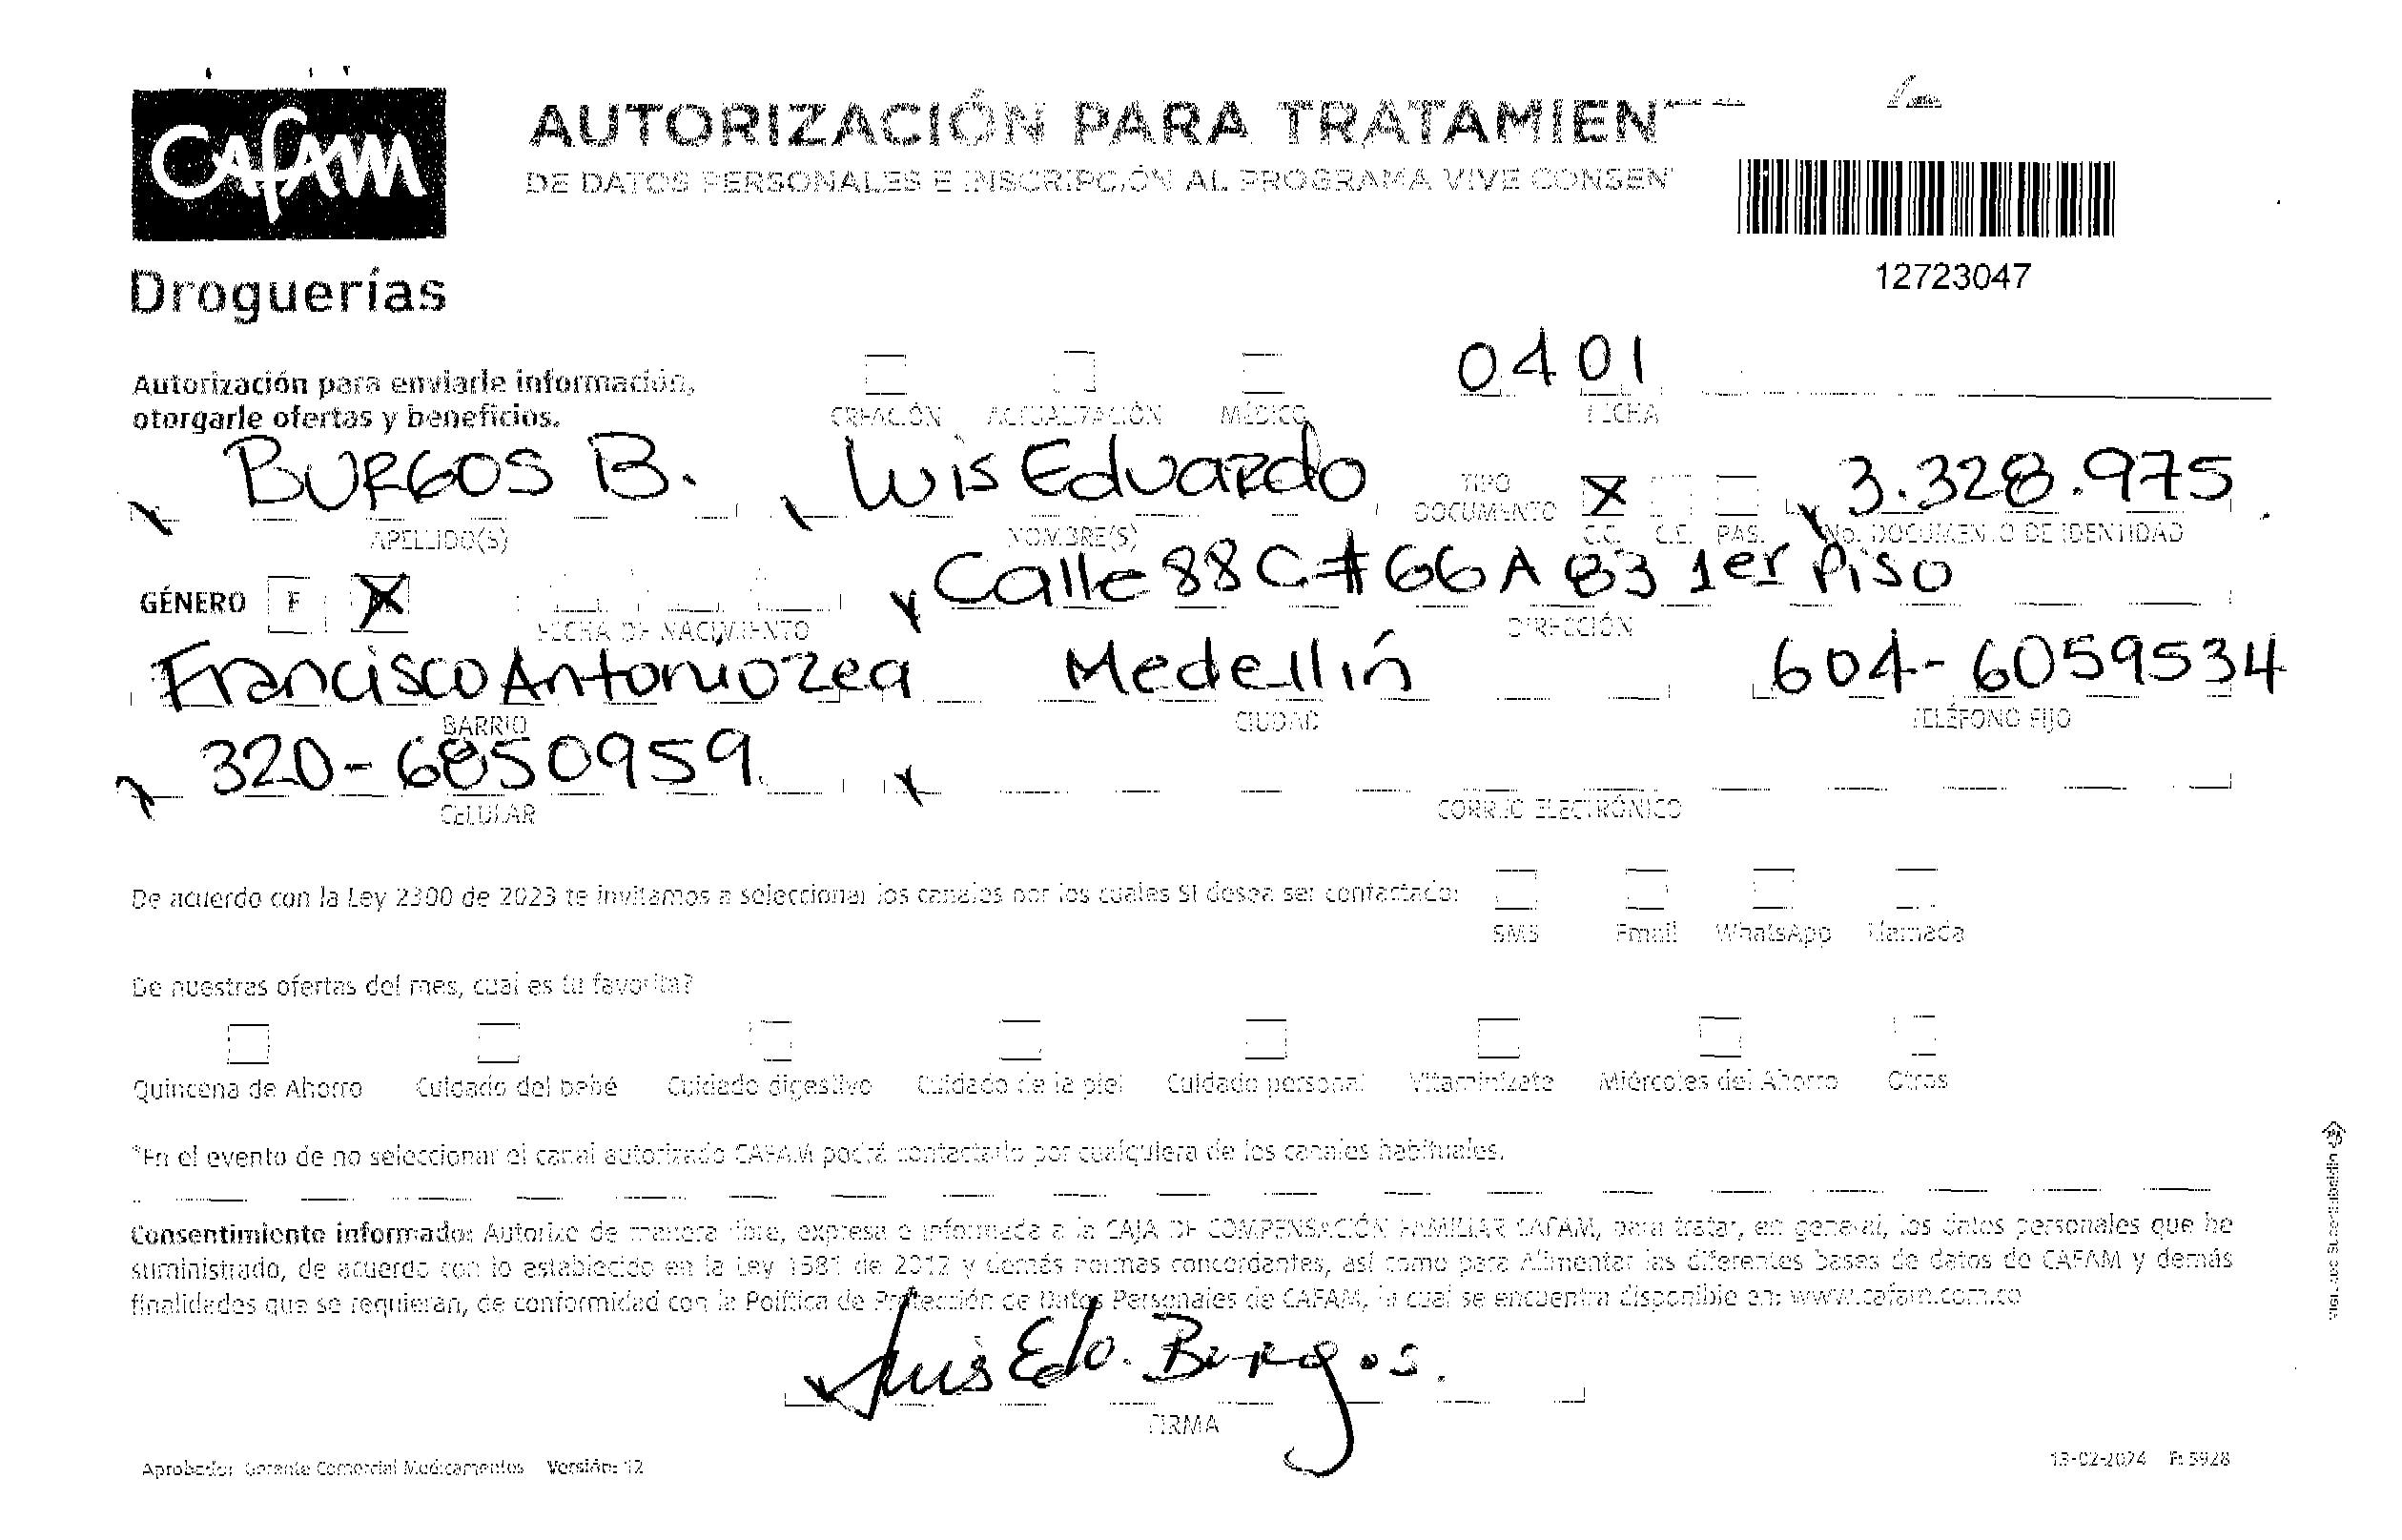 CAFAM
Droguerías
AUTORIZACIÓN PARA TRATAMIEN
DE DATOS PERSONALES E INSCRIPCIÓN AL PROGRAMA VIVE CONSEN
12723047
Autorización para enviarle información,
otorgarle ofertas y beneficios.
CREACIÓN ACTUALIZACIÓN MÉDICO
0401
FECHA
BURGOS B. Luis Eduardo X 3.328.975
APELLIDO(S) NOMBRE(S) TIPO DOCUMENTO C.C. C.E. PAS. No. DOCUMENTO DE IDENTIDAD
GÉNERO F X Calle 88C # 66A 83 1er Piso
FECHA DE NACIMIENTO DIRECCIÓN
Francisco Antonio Zea Medellín 604-6059534
BARRIO CIUDAD TELÉFONO FIJO
320-6850959
CELULAR CORREO ELECTRÓNICO
De acuerdo con la Ley 2300 de 2023 te invitamos a seleccionar los canales por los cuales SI desea ser contactado:
SMS Email WhatsApp Llamada
De nuestras ofertas del mes, cual es tu favorita?
Quincena de Ahorro Cuidado del bebé Cuidado digestivo Cuidado de la piel Cuidado personal Vitaminízate Miércoles del Ahorro Otros
*En el evento de no seleccionar el canal autorizado CAFAM podrá contactarlo por cualquiera de los canales habituales.
Consentimiento informado: Autorizo de manera libre, expresa e informada a la CAJA DE COMPENSACIÓN FAMILIAR CAFAM, para tratar, en general, los datos personales que he
suministrado, de acuerdo con lo establecido en la Ley 1581 de 2012 y demás normas concordantes, así como para Alimentar las diferentes bases de datos de CAFAM y demás
finalidades que se requieran, de conformidad con la Política de Protección de Datos Personales de CAFAM, la cual se encuentra disponible en: www.cafam.com.co
Luis Edo. Burgos.
FIRMA
Aprobado: Gerente Comercial Medicamentos Versión: 12
13-02-2024 F: 5928